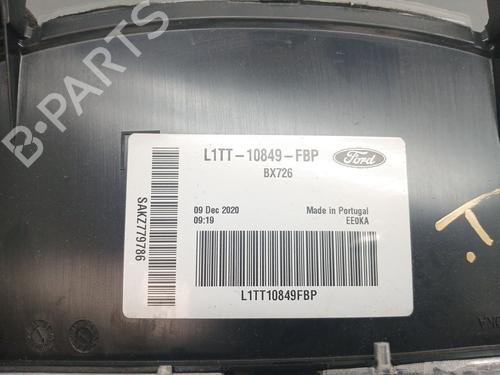 B-PARTS
L1TT-10849-FBP
Ford
BX726
SAKZ779786
09 Dec 2020
Made in Portugal
09:19
EE0KA
L1TT10849FBP
T.